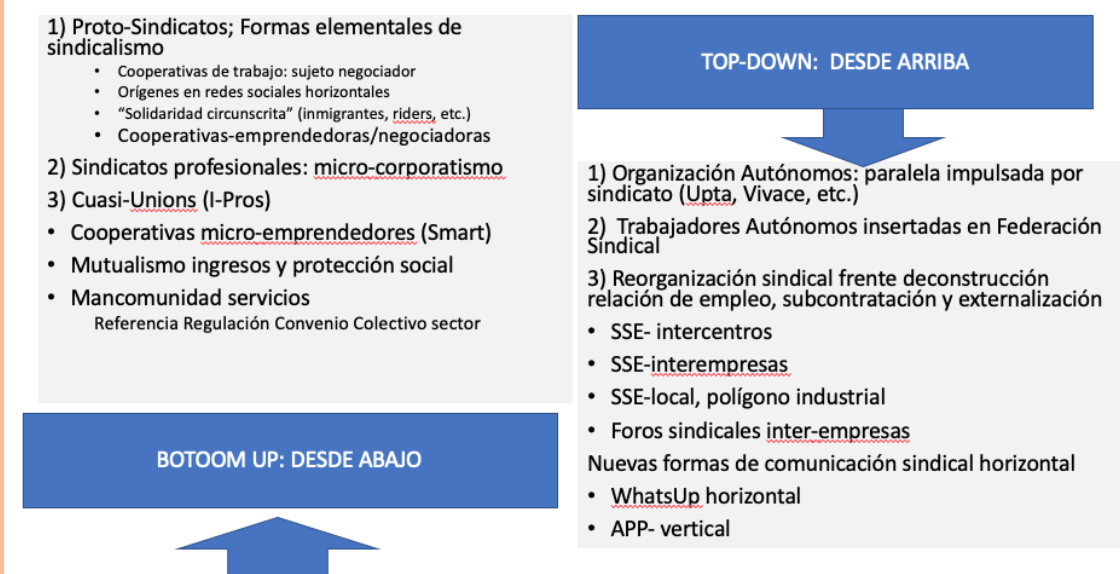 1) Proto-Sindicatos; Formas elementales de
sindicalismo
• Cooperativas de trabajo: sujeto negociador
• Orígenes en redes sociales horizontales
• “Solidaridad circunscrita” (inmigrantes, riders, etc.)
• Cooperativas-emprendedoras/negociadoras
2) Sindicatos profesionales: micro-corporatismo
3) Cuasi-Unions (I-Pros)
• Cooperativas micro-emprendedores (Smart)
• Mutualismo ingresos y protección social
• Mancomunidad servicios
Referencia Regulación Convenio Colectivo sector
BOTOOM UP: DESDE ABAJO
TOP-DOWN: DESDE ARRIBA
1) Organización Autónomos: paralela impulsada por
sindicato (Upta, Vivace, etc.)
2) Trabajadores Autónomos insertadas en Federación
Sindical
3) Reorganización sindical frente deconstrucción
relación de empleo, subcontratación y externalización
• SSE- intercentros
• SSE-interempresas
• SSE-local, polígono industrial
• Foros sindicales inter-empresas
Nuevas formas de comunicación sindical horizontal
• WhatsUp horizontal
• APP- vertical